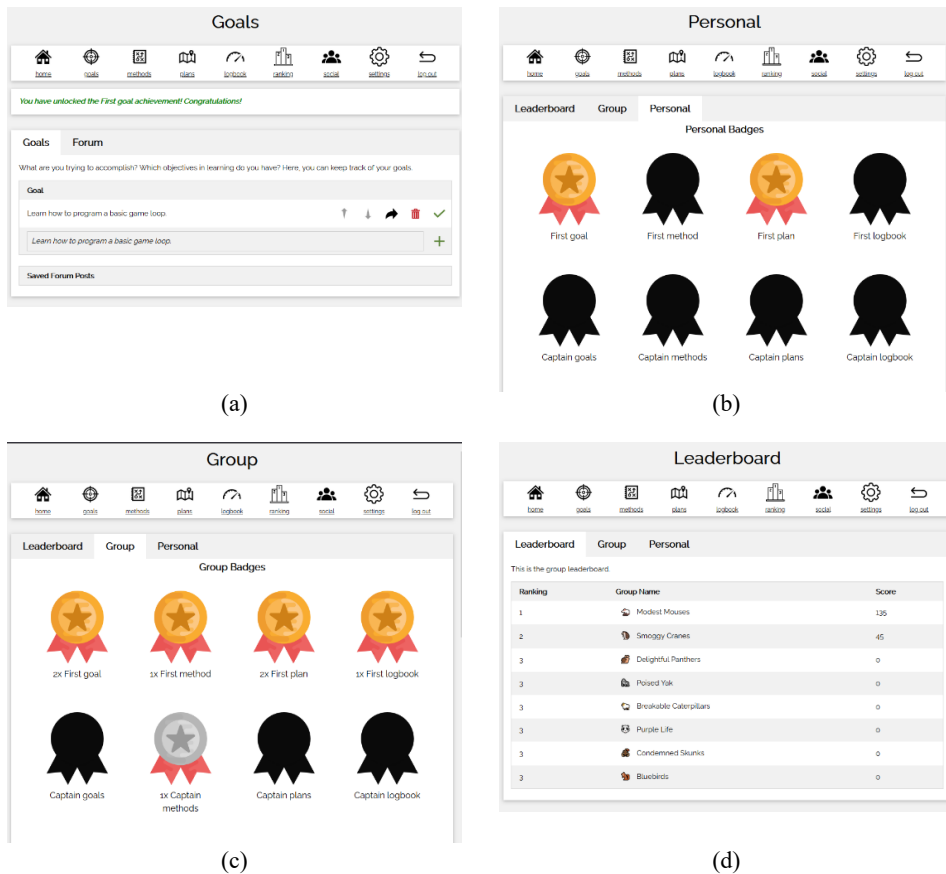 Goals
home goals methods plans logbook ranking social settings log out
You have unlocked the First goal achievement! Congratulations!
Goals Forum
What are you trying to accomplish? Which objectives in learning do you have? Here, you can keep track of your goals.
Goal
Learn how to program a basic game loop.
Learn how to program a basic game loop.
Saved Forum Posts
(a)
Personal
home goals methods plans logbook ranking social settings log out
Leaderboard Group Personal
Personal Badges
First goal First method First plan First logbook
Captain goals Captain methods Captain plans Captain logbook
(b)
Group
home goals methods plans logbook ranking social settings log out
Leaderboard Group Personal
Group Badges
2x First goal 1x First method 2x First plan 1x First logbook
Captain goals 1x Captain methods Captain plans Captain logbook
(c)
Leaderboard
home goals methods plans logbook ranking social settings log out
Leaderboard Group Personal
This is the group leaderboard.
Ranking Group Name Score
1 Modest Mouses 135
2 Smoggy Cranes 45
3 Delightful Panthers 0
3 Poised Yak 0
3 Breakable Caterpillars 0
3 Purple Life 0
3 Condemned Skunks 0
3 Bluebirds 0
(d)